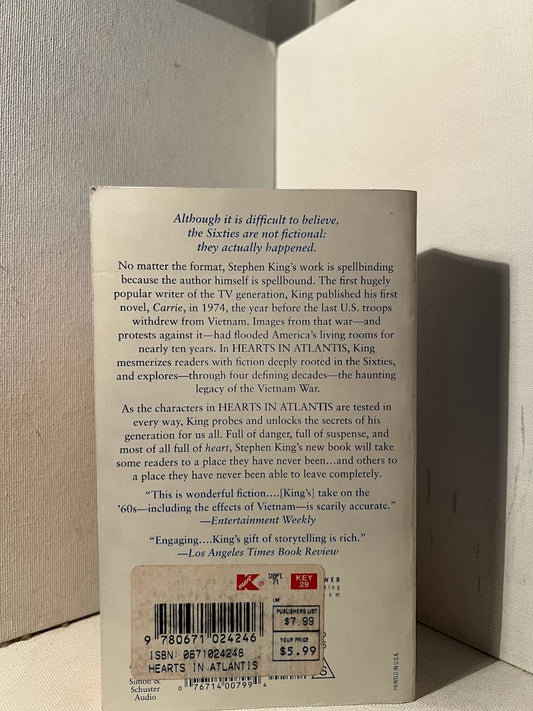 Although it is difficult to believe,
the Sixties are not fictional:
they actually happened.
No matter the format, Stephen King's work is spellbinding
because the author himself is spellbound. The first hugely
popular writer of the TV generation, King published his first
novel, Carrie, in 1974, the year before the last U.S. troops
withdrew from Vietnam. Images from that war—and
protests against it—had flooded America's living rooms for
nearly ten years. In HEARTS IN ATLANTIS, King
mesmerizes readers with fiction deeply rooted in the Sixties,
and explores—through four defining decades—the haunting
legacy of the Vietnam War.
As the characters in HEARTS IN ATLANTIS are tested in
every way, King probes and unlocks the secrets of his
generation for us all. Full of danger, full of suspense, and
most of all full of heart, Stephen King's new book will take
some readers to a place they have never been...and others to
a place they have never been able to leave completely.
"This is wonderful fiction....[King's] take on the
'60s—including the effects of Vietnam—is scarily accurate."
—Entertainment Weekly
"Engaging....King's gift of storytelling is rich."
—Los Angeles Times Book Review
K
DEPT. 71
KEY 29
WEB
king
.com
PUBLISHERS LIST
$7.99
YOUR PRICE
$5.99
9 780671 024246
ISBN: 0671024248
HEARTS IN ATLANTIS
Simon &
Schuster
Audio
0 76714 00799 4
PRINTED IN U.S.A.